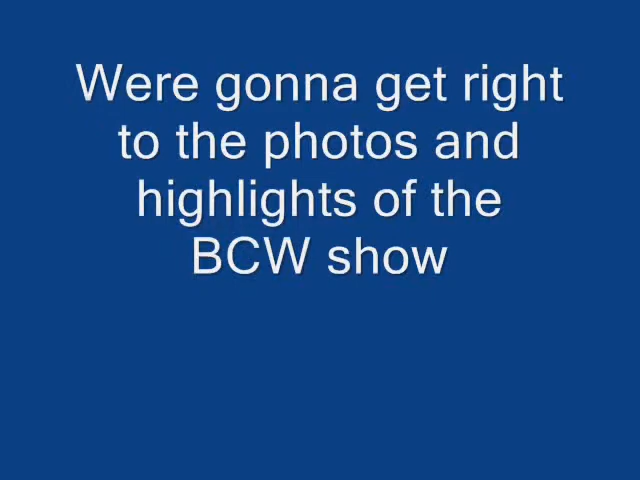 Were gonna get right
to the photos and
highlights of the
BCW show